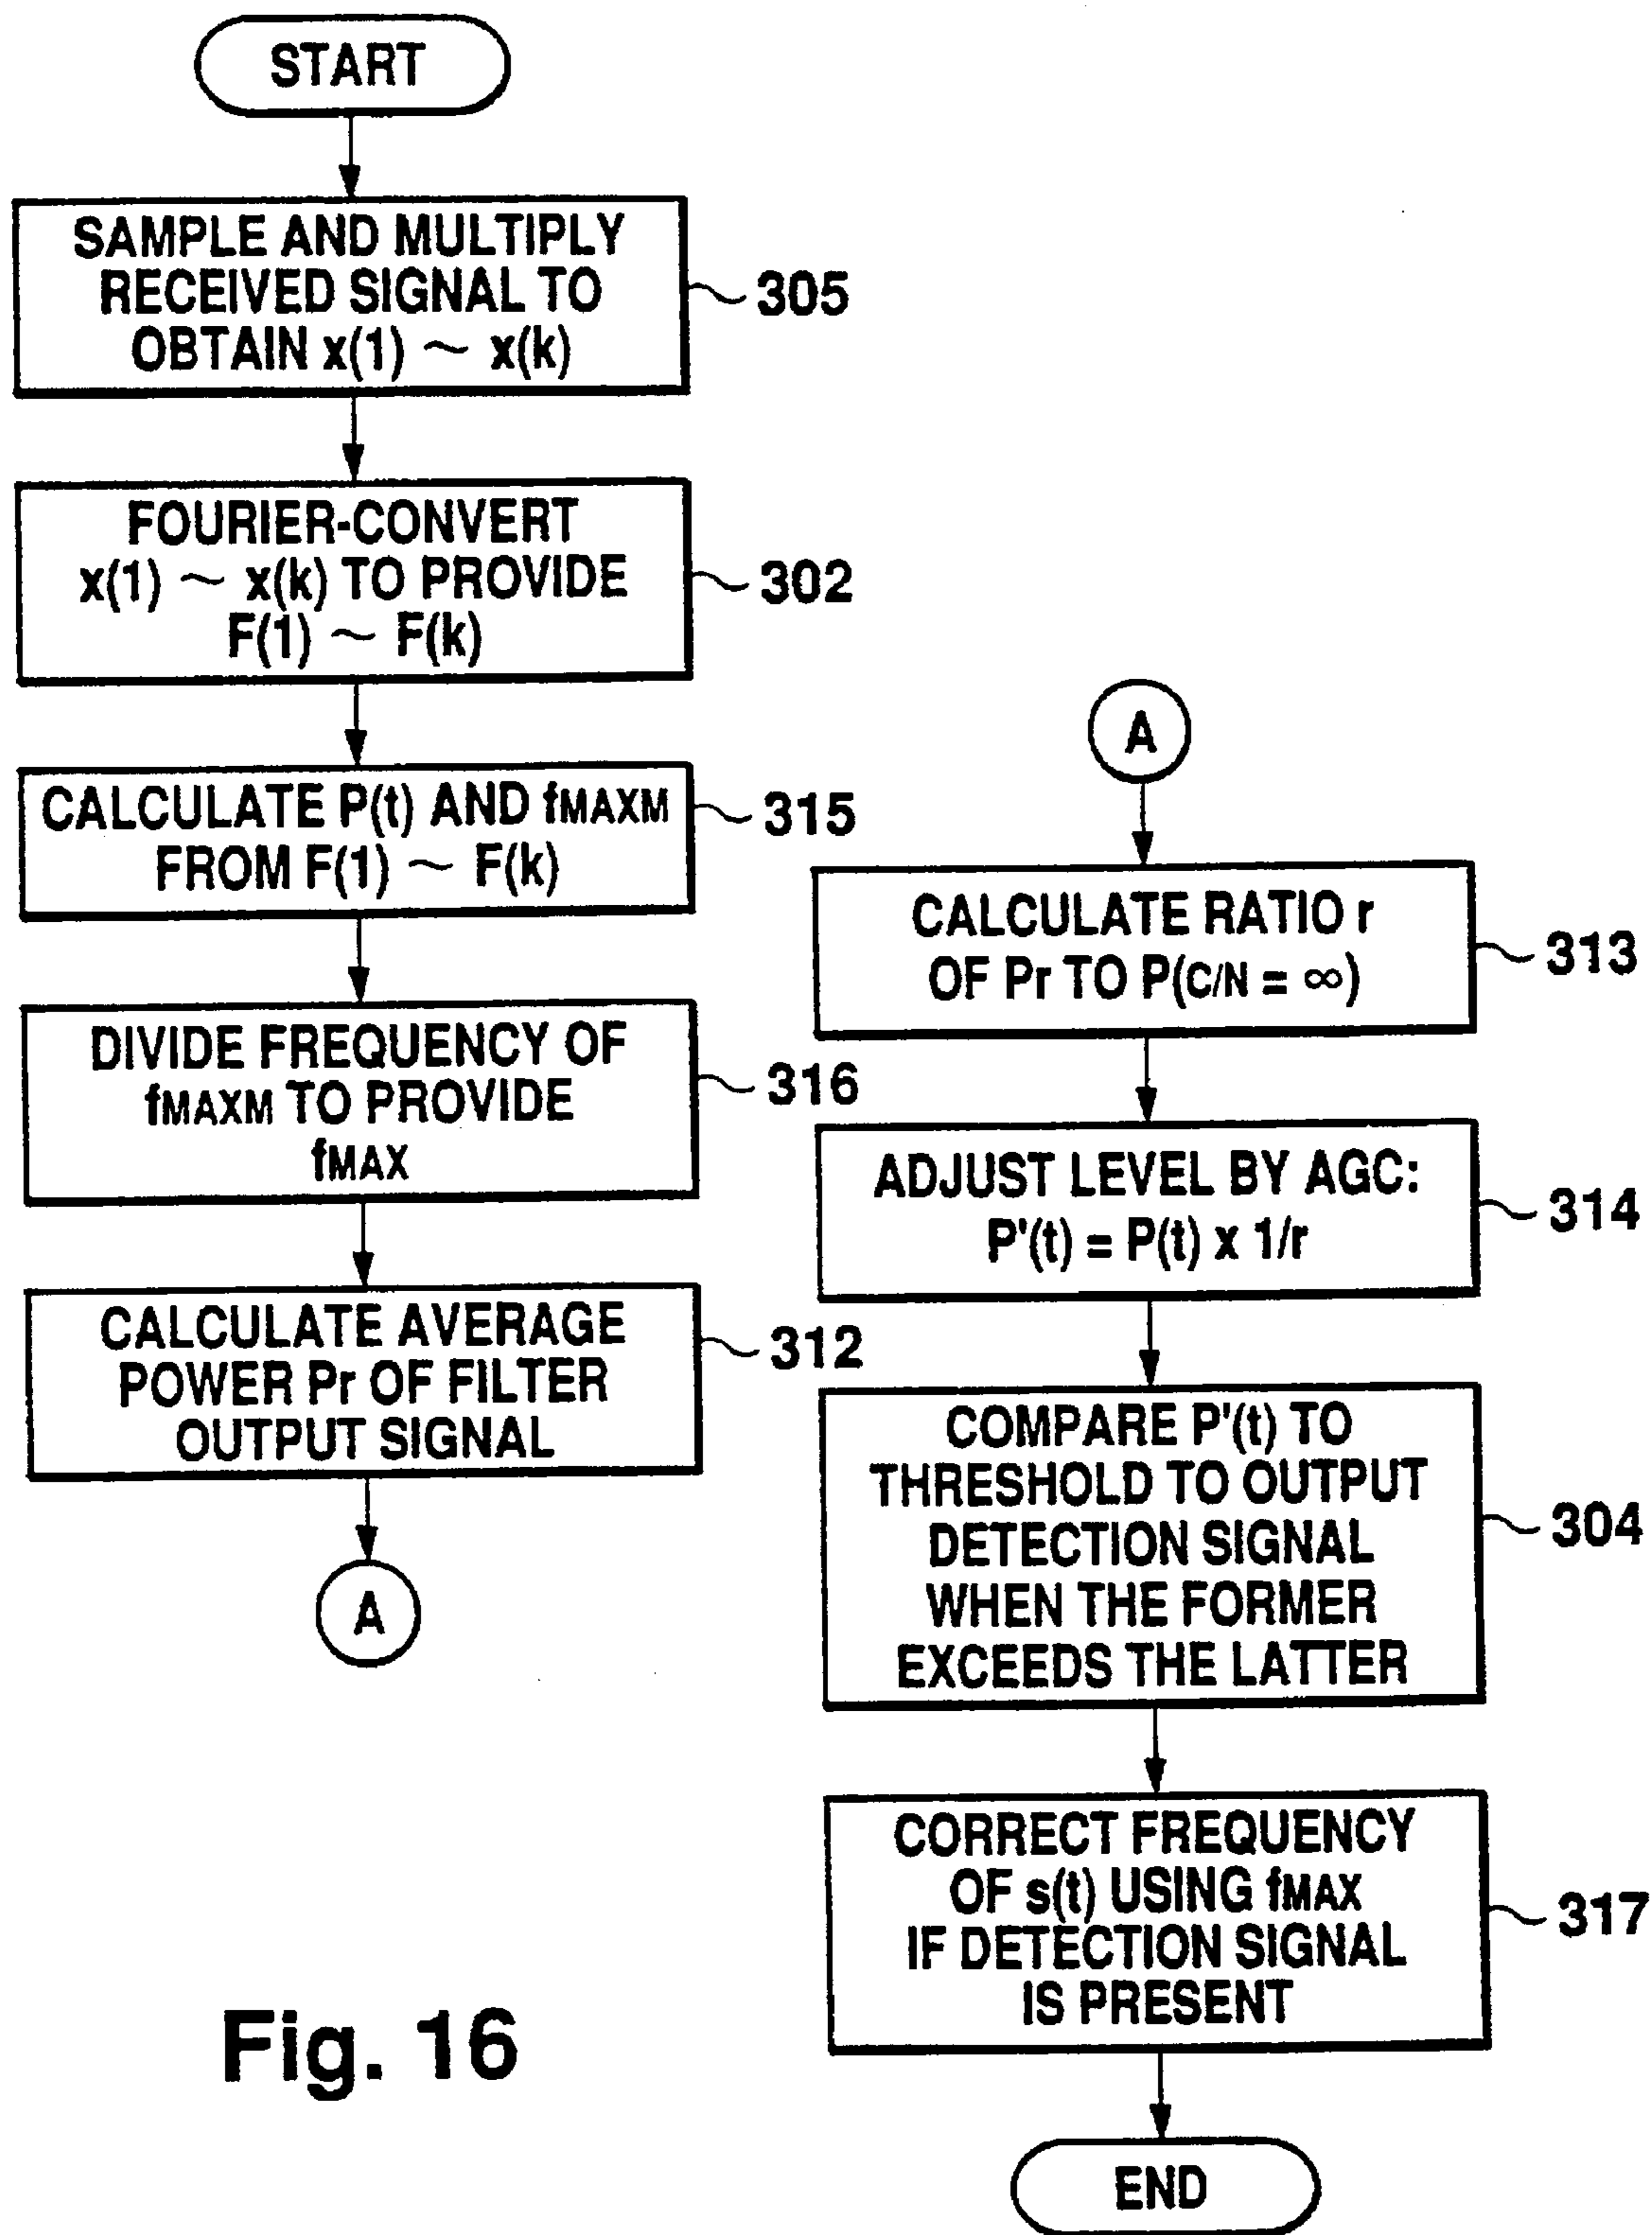 START
SAMPLE AND MULTIPLY
RECEIVED SIGNAL TO
OBTAIN x(1) ~ x(k)
305
FOURIER-CONVERT
x(1) ~ x(k) TO PROVIDE
F(1) ~ F(k)
302
CALCULATE P(t) AND fMAXM
FROM F(1) ~ F(k)
315
DIVIDE FREQUENCY OF
fMAXM TO PROVIDE
fMAX
316
CALCULATE AVERAGE
POWER Pr OF FILTER
OUTPUT SIGNAL
312
A
A
CALCULATE RATIO r
OF Pr TO P(C/N = ∞)
313
ADJUST LEVEL BY AGC:
P'(t) = P(t) x 1/r
314
COMPARE P'(t) TO
THRESHOLD TO OUTPUT
DETECTION SIGNAL
WHEN THE FORMER
EXCEEDS THE LATTER
304
CORRECT FREQUENCY
OF s(t) USING fMAX
IF DETECTION SIGNAL
IS PRESENT
317
END
Fig. 16